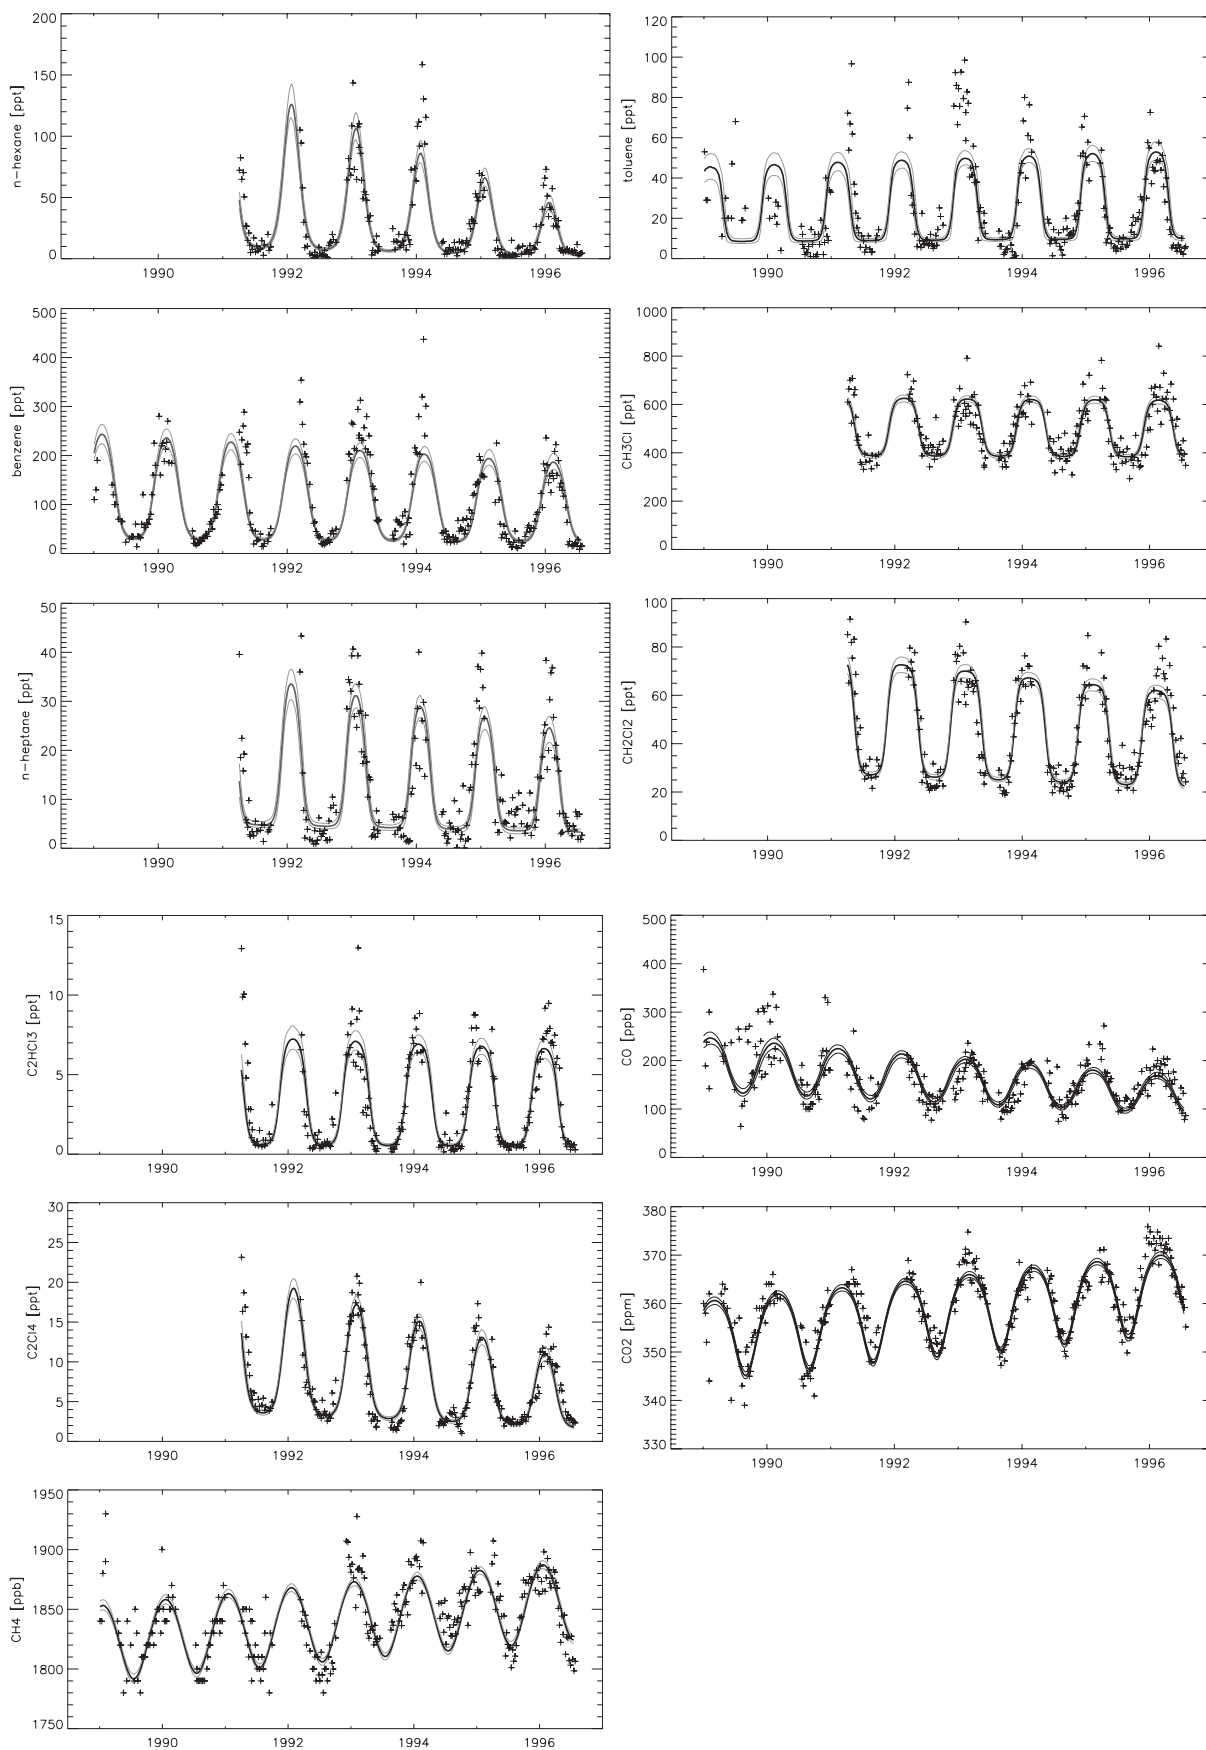 200
150
100
50
0
n-hexane [ppt]
1990 1992 1994 1996
120
100
80
60
40
20
0
toluene [ppt]
1990 1992 1994 1996
500
400
300
200
100
0
benzene [ppt]
1990 1992 1994 1996
1000
800
600
400
200
0
CH3Cl [ppt]
1990 1992 1994 1996
50
40
30
20
10
0
n-heptane [ppt]
1990 1992 1994 1996
100
80
60
40
20
0
CH2Cl2 [ppt]
1990 1992 1994 1996
15
10
5
0
C2HCl3 [ppt]
1990 1992 1994 1996
500
400
300
200
100
0
CO [ppb]
1990 1992 1994 1996
30
25
20
15
10
5
0
C2Cl4 [ppt]
1990 1992 1994 1996
380
370
360
350
340
330
CO2 [ppm]
1990 1992 1994 1996
1950
1900
1850
1800
1750
CH4 [ppb]
1990 1992 1994 1996